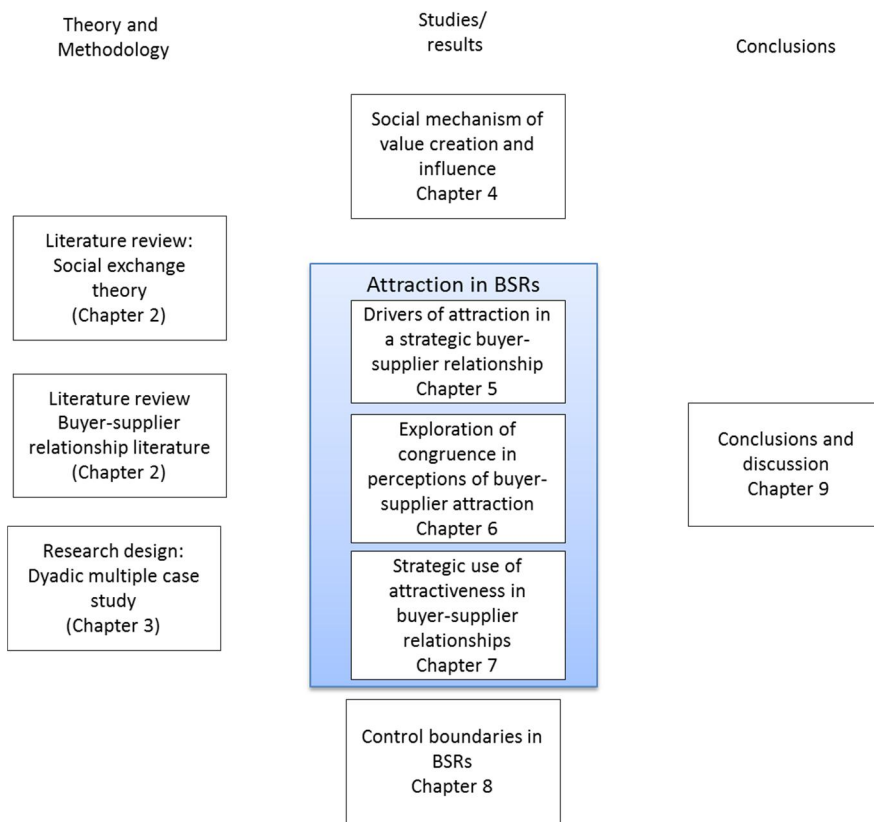 Theory and
Methodology
Studies/
results
Conclusions
Literature review:
Social exchange
theory
(Chapter 2)
Literature review
Buyer-supplier
relationship literature
(Chapter 2)
Research design:
Dyadic multiple case
study
(Chapter 3)
Social mechanism of
value creation and
influence
Chapter 4
Attraction in BSRs
Drivers of attraction in
a strategic buyer-
supplier relationship
Chapter 5
Exploration of
congruence in
perceptions of buyer-
supplier attraction
Chapter 6
Strategic use of
attractiveness in
buyer-supplier
relationships
Chapter 7
Control boundaries in
BSRs
Chapter 8
Conclusions and
discussion
Chapter 9